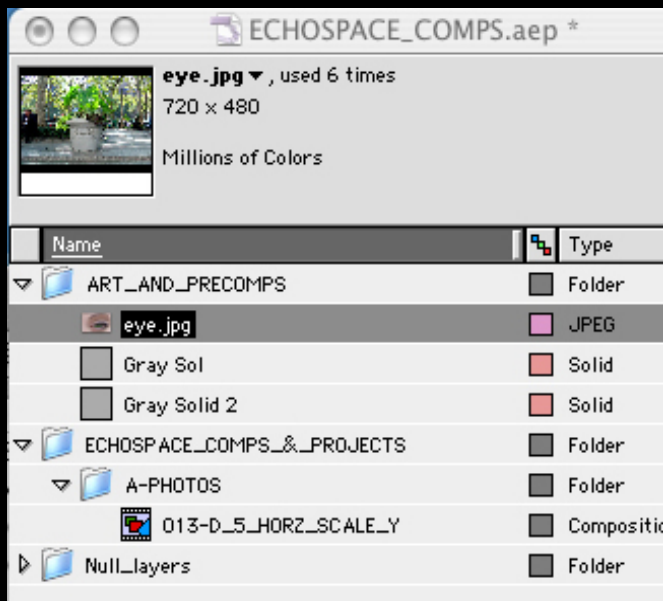 ECHOSPACE_COMPS.aep *
eye.jpg ▼, used 6 times
720 x 480
Millions of Colors
Name Type
ART_AND_PRECOMPS Folder
eye.jpg JPEG
Gray Sol Solid
Gray Solid 2 Solid
ECHOSPACE_COMPS_&_PROJECTS Folder
A-PHOTOS Folder
013-D_5_HORZ_SCALE_Y Compositio
Null_layers Folder